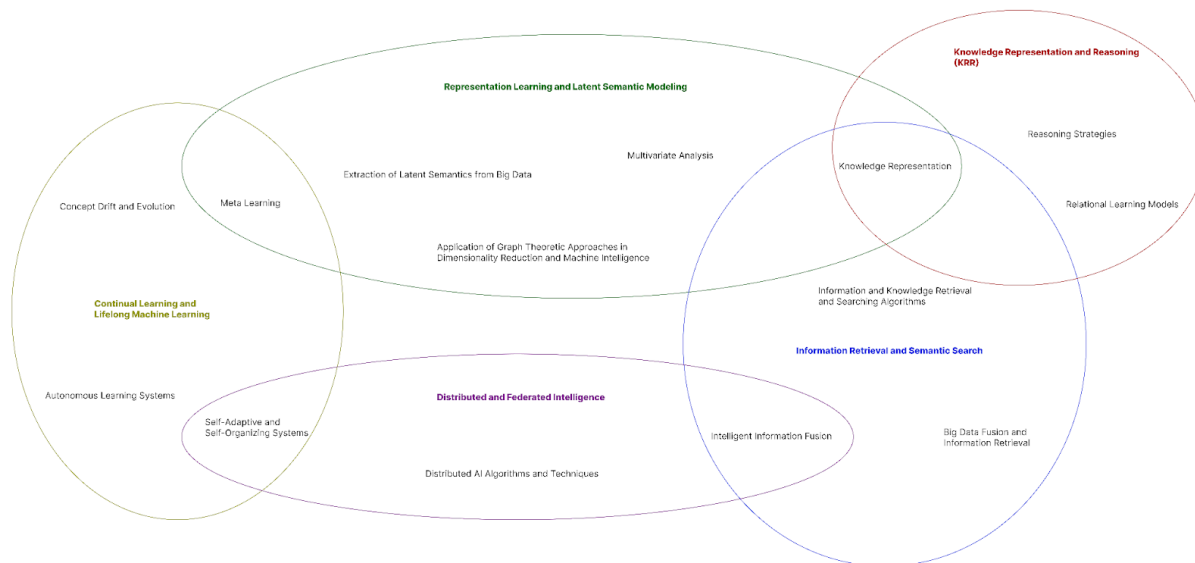 Knowledge Representation and Reasoning
(KRR)
Representation Learning and Latent Semantic Modeling
Reasoning Strategies
Multivariate Analysis
Knowledge Representation
Extraction of Latent Semantics from Big Data
Concept Drift and Evolution
Meta Learning
Relational Learning Models
Application of Graph Theoretic Approaches in
Dimensionality Reduction and Machine Intelligence
Information and Knowledge Retrieval
and Searching Algorithms
Continual Learning and
Lifelong Machine Learning
Information Retrieval and Semantic Search
Autonomous Learning Systems
Distributed and Federated Intelligence
Self-Adaptive and
Self-Organizing Systems
Intelligent Information Fusion
Big Data Fusion and
Information Retrieval
Distributed AI Algorithms and Techniques